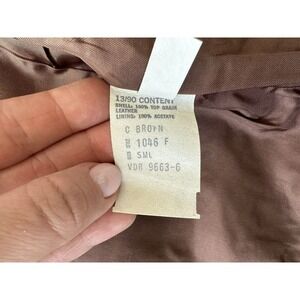 13/90 CONTENT
SHELL: 100% TOP GRAIN
LEATHER
LINING: 100% ACETATE
C BROWN
1046 F
SML
VDR 9663-6